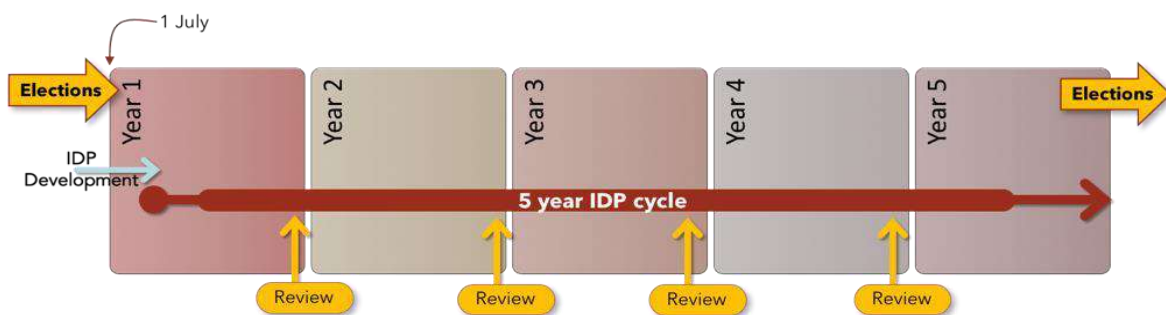 1 July
Elections
Year 1
Year 2
Year 3
Year 4
Year 5
Elections
IDP
Development
5 year IDP cycle
Review
Review
Review
Review